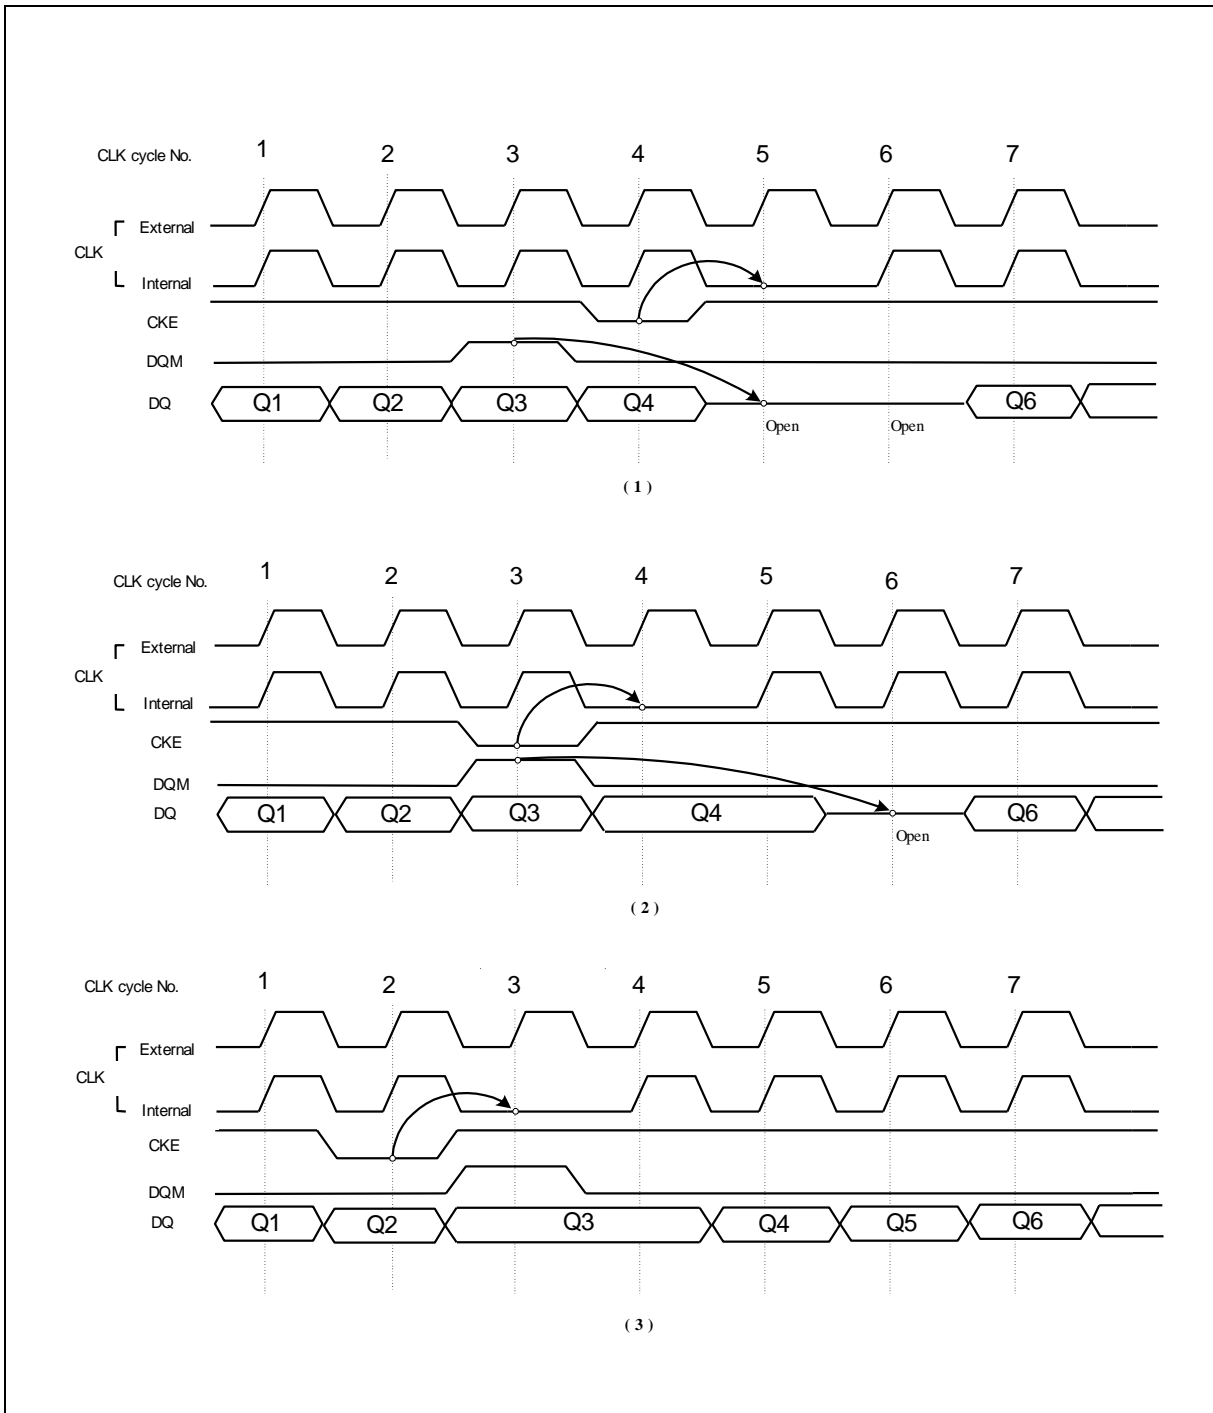 CLK cycle No. 1 2 3 4 5 6 7
External
CLK
Internal
CKE
DQM
DQ Q1 Q2 Q3 Q4 Q6
Open Open
( 1 )
CLK cycle No. 1 2 3 4 5 6 7
External
CLK
Internal
CKE
DQM
DQ Q1 Q2 Q3 Q4 Q6
Open
( 2 )
CLK cycle No. 1 2 3 4 5 6 7
External
CLK
Internal
CKE
DQM
DQ Q1 Q2 Q3 Q4 Q5 Q6
( 3 )